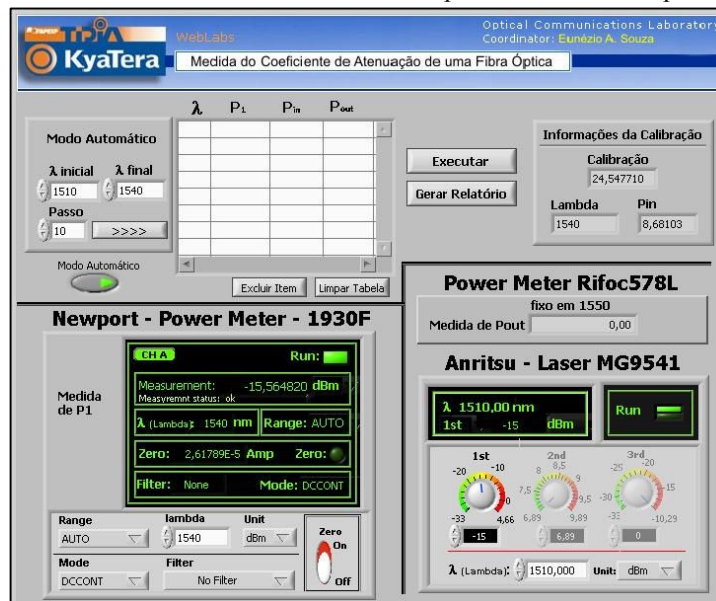 Optical Communications Laboratory
TIDIA
WebLabs
Coordinator: Eunézio A. Souza
KyaTera
Medida do Coeficiente de Atenuação de uma Fibra Óptica
λ P1 Pin Pout
Modo Automático
λ inicial λ final
1510 1540
Passo
10 >>>>
Modo Automático
Excluir Item Limpar Tabela
Executar
Gerar Relatório
Informações da Calibração
Calibração
24,547710
Lambda Pin
1540 8,68103
Newport - Power Meter - 1930F
Medida
de P1
CH A Run:
Measurement: -15,564820 dBm
Measyremnt status: ok
λ (Lambda): 1540 nm Range: AUTO
Zero: 2,61789E-5 Amp Zero:
Filter: None Mode: DCCONT
Range lambda Unit
AUTO 1540 dBm
Mode Filter
DCCONT No Filter
Zero
On
Off
Power Meter Rifoc578L
fixo em 1550
Medida de Pout 0,00
Anritsu - Laser MG9541
λ 1510,00 nm
1st -15 dBm
Run
1st 2nd 3rd
-20 -10 8 8,5 9 -25 -20
0 7,5 9,5 -30 -15
-33 4,66 6,89 9,89 -33 -10,29
-15 6,89 0
λ (Lambda): 1510,000 Unit: dBm